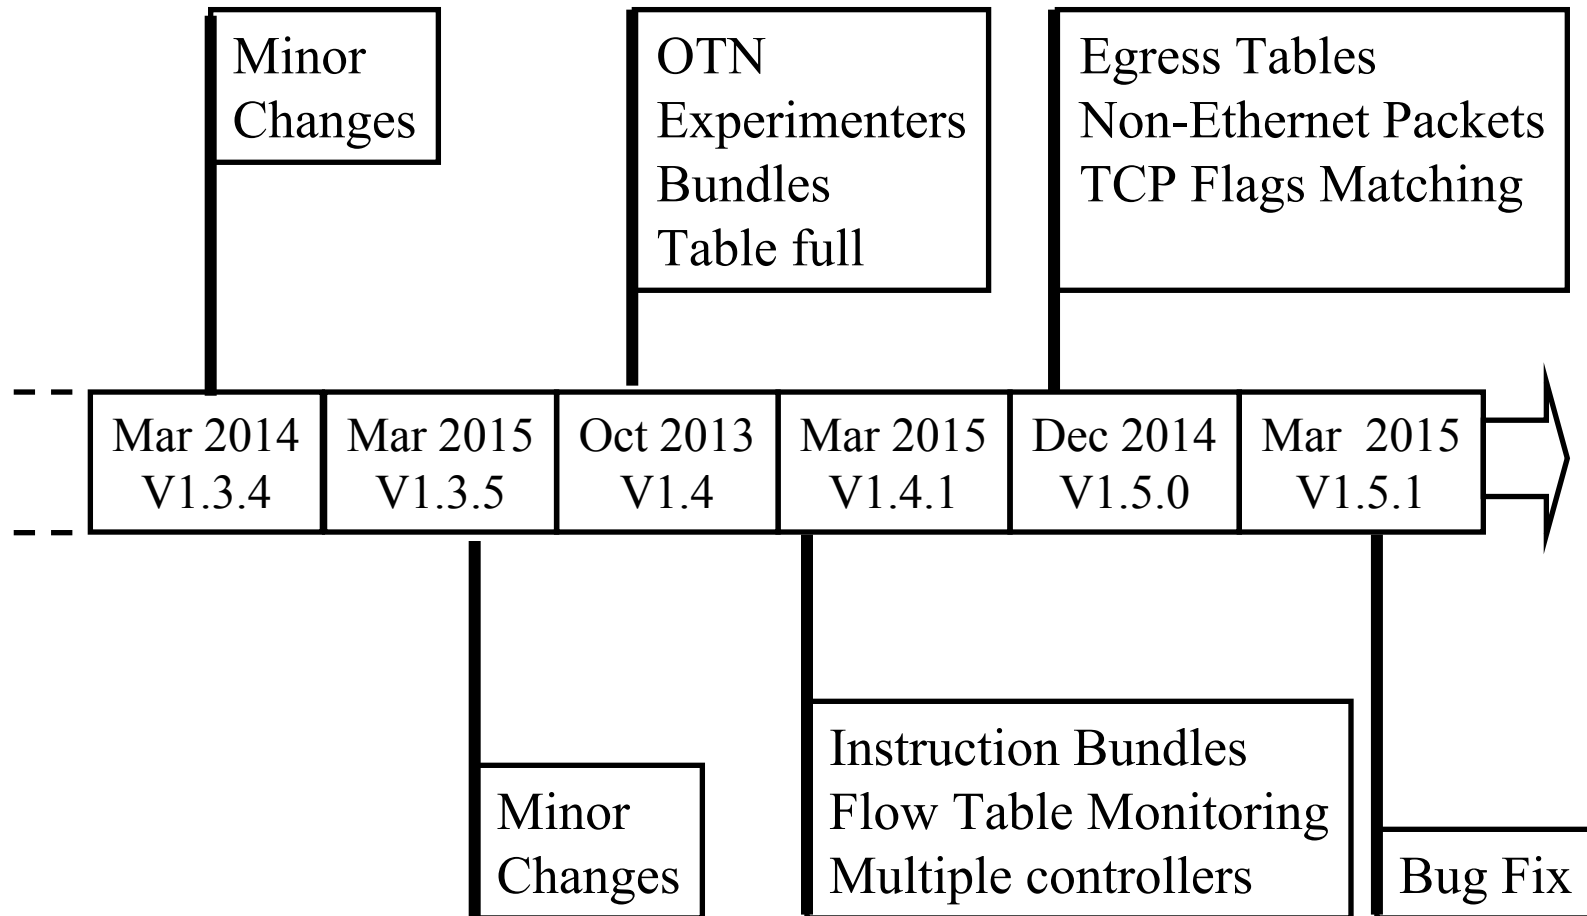 Minor
Changes
OTN
Experimenters
Bundles
Table full
Egress Tables
Non-Ethernet Packets
TCP Flags Matching
Mar 2014
V1.3.4
Mar 2015
V1.3.5
Oct 2013
V1.4
Mar 2015
V1.4.1
Dec 2014
V1.5.0
Mar 2015
V1.5.1
Minor
Changes
Instruction Bundles
Flow Table Monitoring
Multiple controllers
Bug Fix